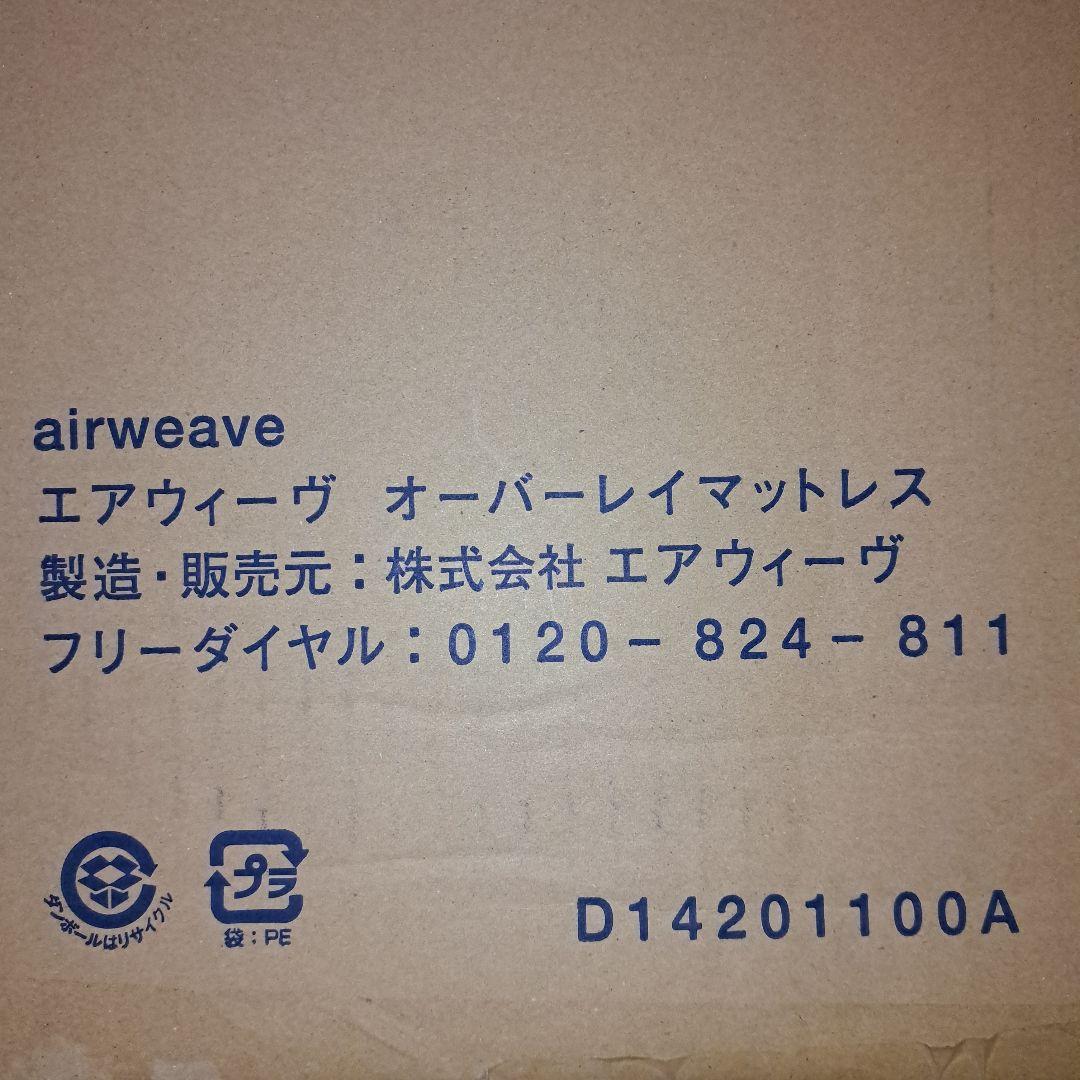 airweave
エアウィーヴ オーバーレイマットレス
製造・販売元：株式会社 エアウィーヴ
フリーダイヤル：0120-824-811
ダンボールはリサイクル
プラ
袋：PE
D14201100A